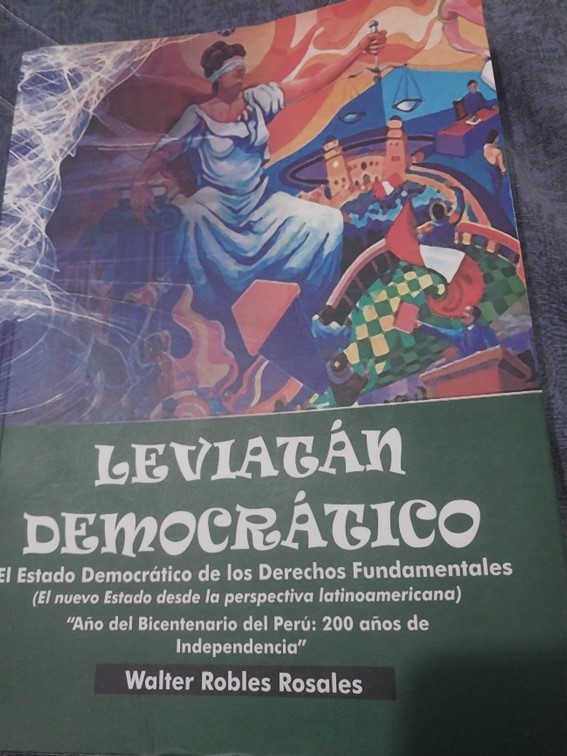 LEVIATÁN
DEMOCRÁTICO
El Estado Democrático de los Derechos Fundamentales
(El nuevo Estado desde la perspectiva latinoamericana)
“Año del Bicentenario del Perú: 200 años de
Independencia”
Walter Robles Rosales